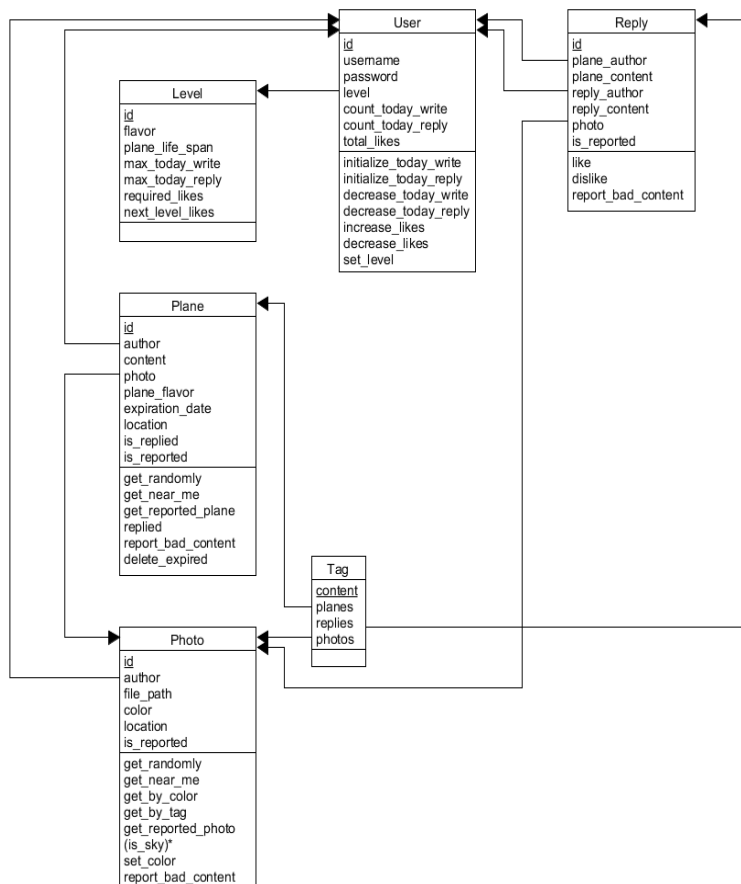 User
id
username
password
level
count_today_write
count_today_reply
total_likes
initialize_today_write
initialize_today_reply
decrease_today_write
decrease_today_reply
increase_likes
decrease_likes
set_level
Reply
id
plane_author
plane_content
reply_author
reply_content
photo
is_reported
like
dislike
report_bad_content
Level
id
flavor
plane_life_span
max_today_write
max_today_reply
required_likes
next_level_likes
Plane
id
author
content
photo
plane_flavor
expiration_date
location
is_replied
is_reported
get_randomly
get_near_me
get_reported_plane
replied
report_bad_content
delete_expired
Tag
content
planes
replies
photos
Photo
id
author
file_path
color
location
is_reported
get_randomly
get_near_me
get_by_color
get_by_tag
get_reported_photo
(is_sky)*
set_color
report_bad_content